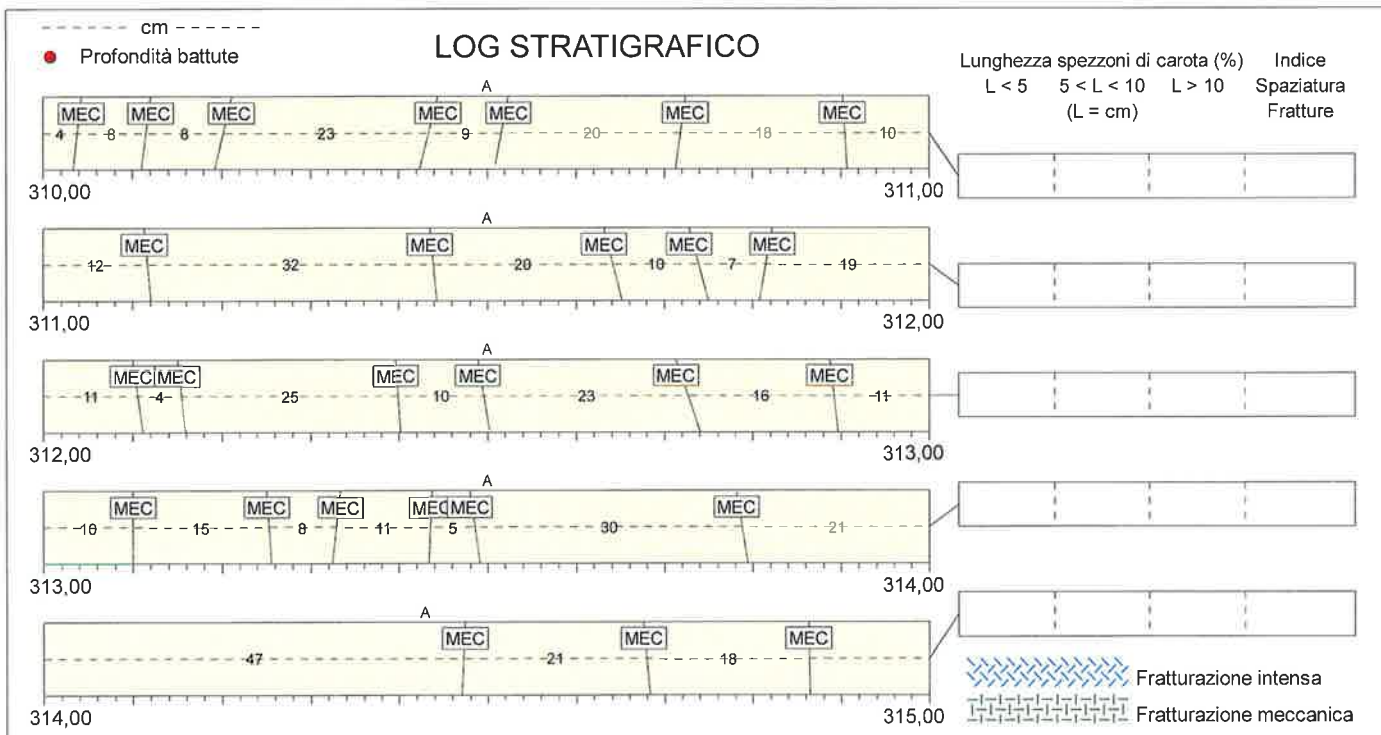 cm
Profondità battute
LOG STRATIGRAFICO
Lunghezza spezzoni di carota (%)
L < 5 5 < L < 10 L > 10
(L = cm)
Indice
Spaziatura
Fratture
A
MEC MEC MEC MEC MEC MEC MEC
4 8 8 23 9 20 18 10
310,00 311,00
A
MEC MEC MEC MEC MEC
12 32 20 10 7 19
311,00 312,00
A
MEC MEC MEC MEC MEC MEC
11 4 25 10 23 16 11
312,00 313,00
A
MEC MEC MEC MEC MEC MEC
10 15 8 11 5 30 21
313,00 314,00
A
MEC MEC MEC
47 21 18
314,00 315,00
Fratturazione intensa
Fratturazione meccanica